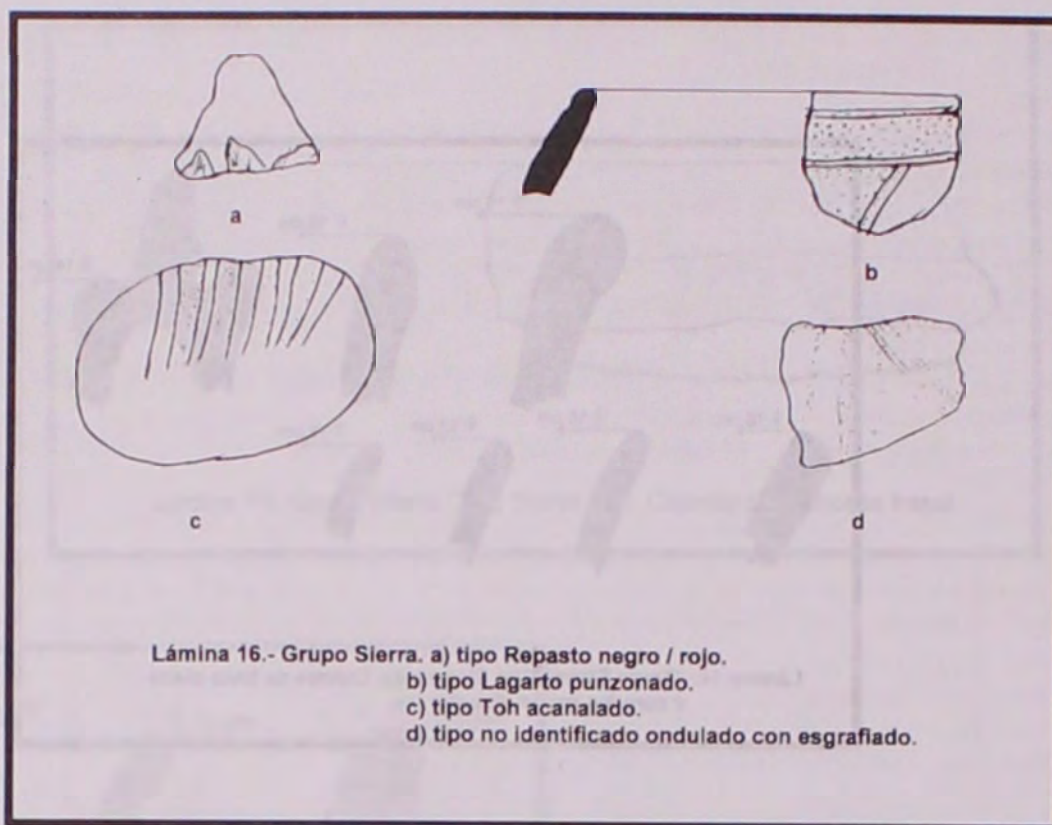 a
b
c
d
Lámina 16.- Grupo Sierra. a) tipo Repasto negro / rojo.
b) tipo Lagarto punzonado.
c) tipo Toh acanalado.
d) tipo no identificado ondulado con esgrafiado.